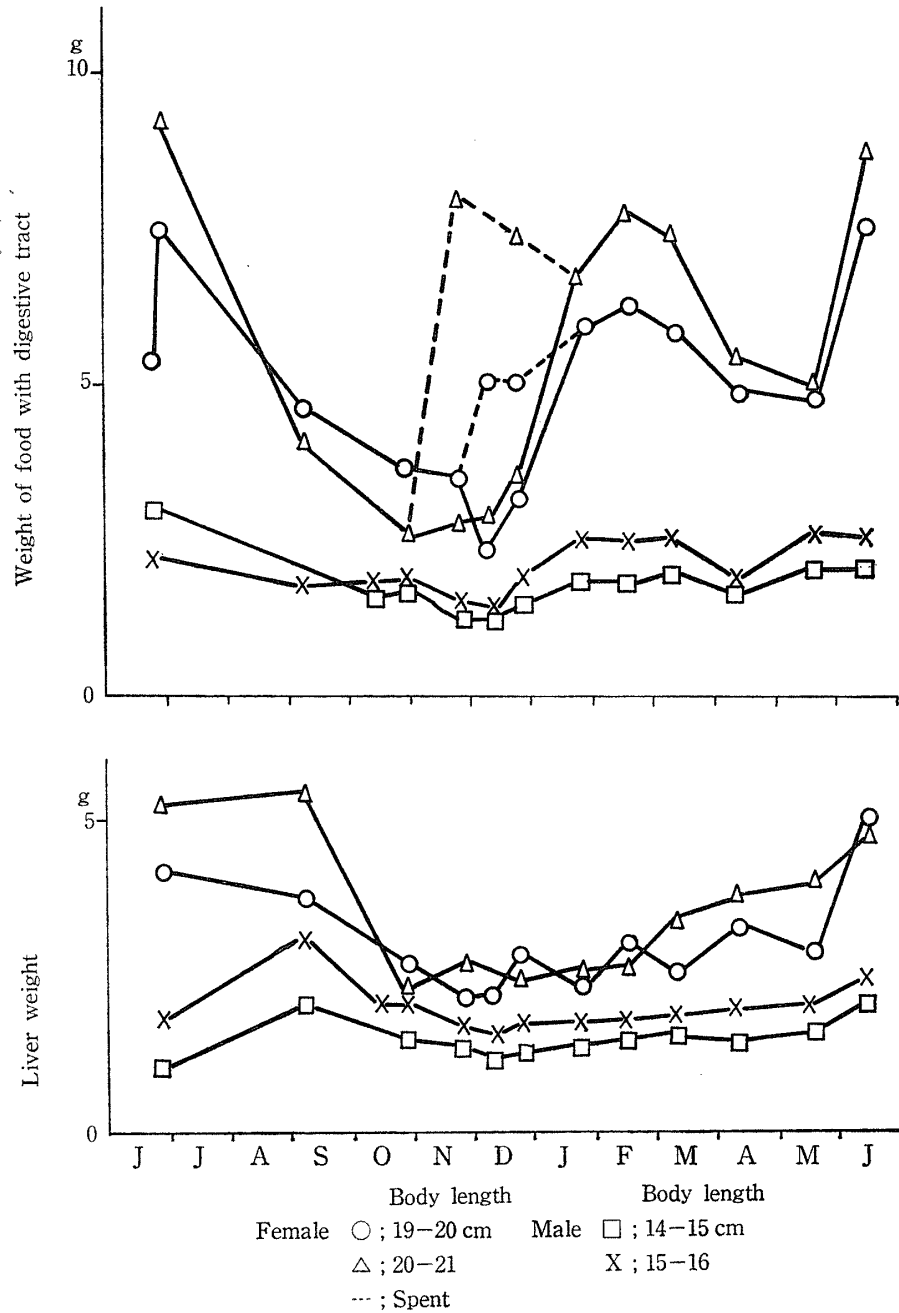 g
10
5
0
Weight of food with digestive tract
g
5
0
Liver weight
J J A S O N D J F M A M J
Body length Body length
Female ○ ; 19−20 cm Male □ ; 14−15 cm
△ ; 20−21 X ; 15−16
--- ; Spent